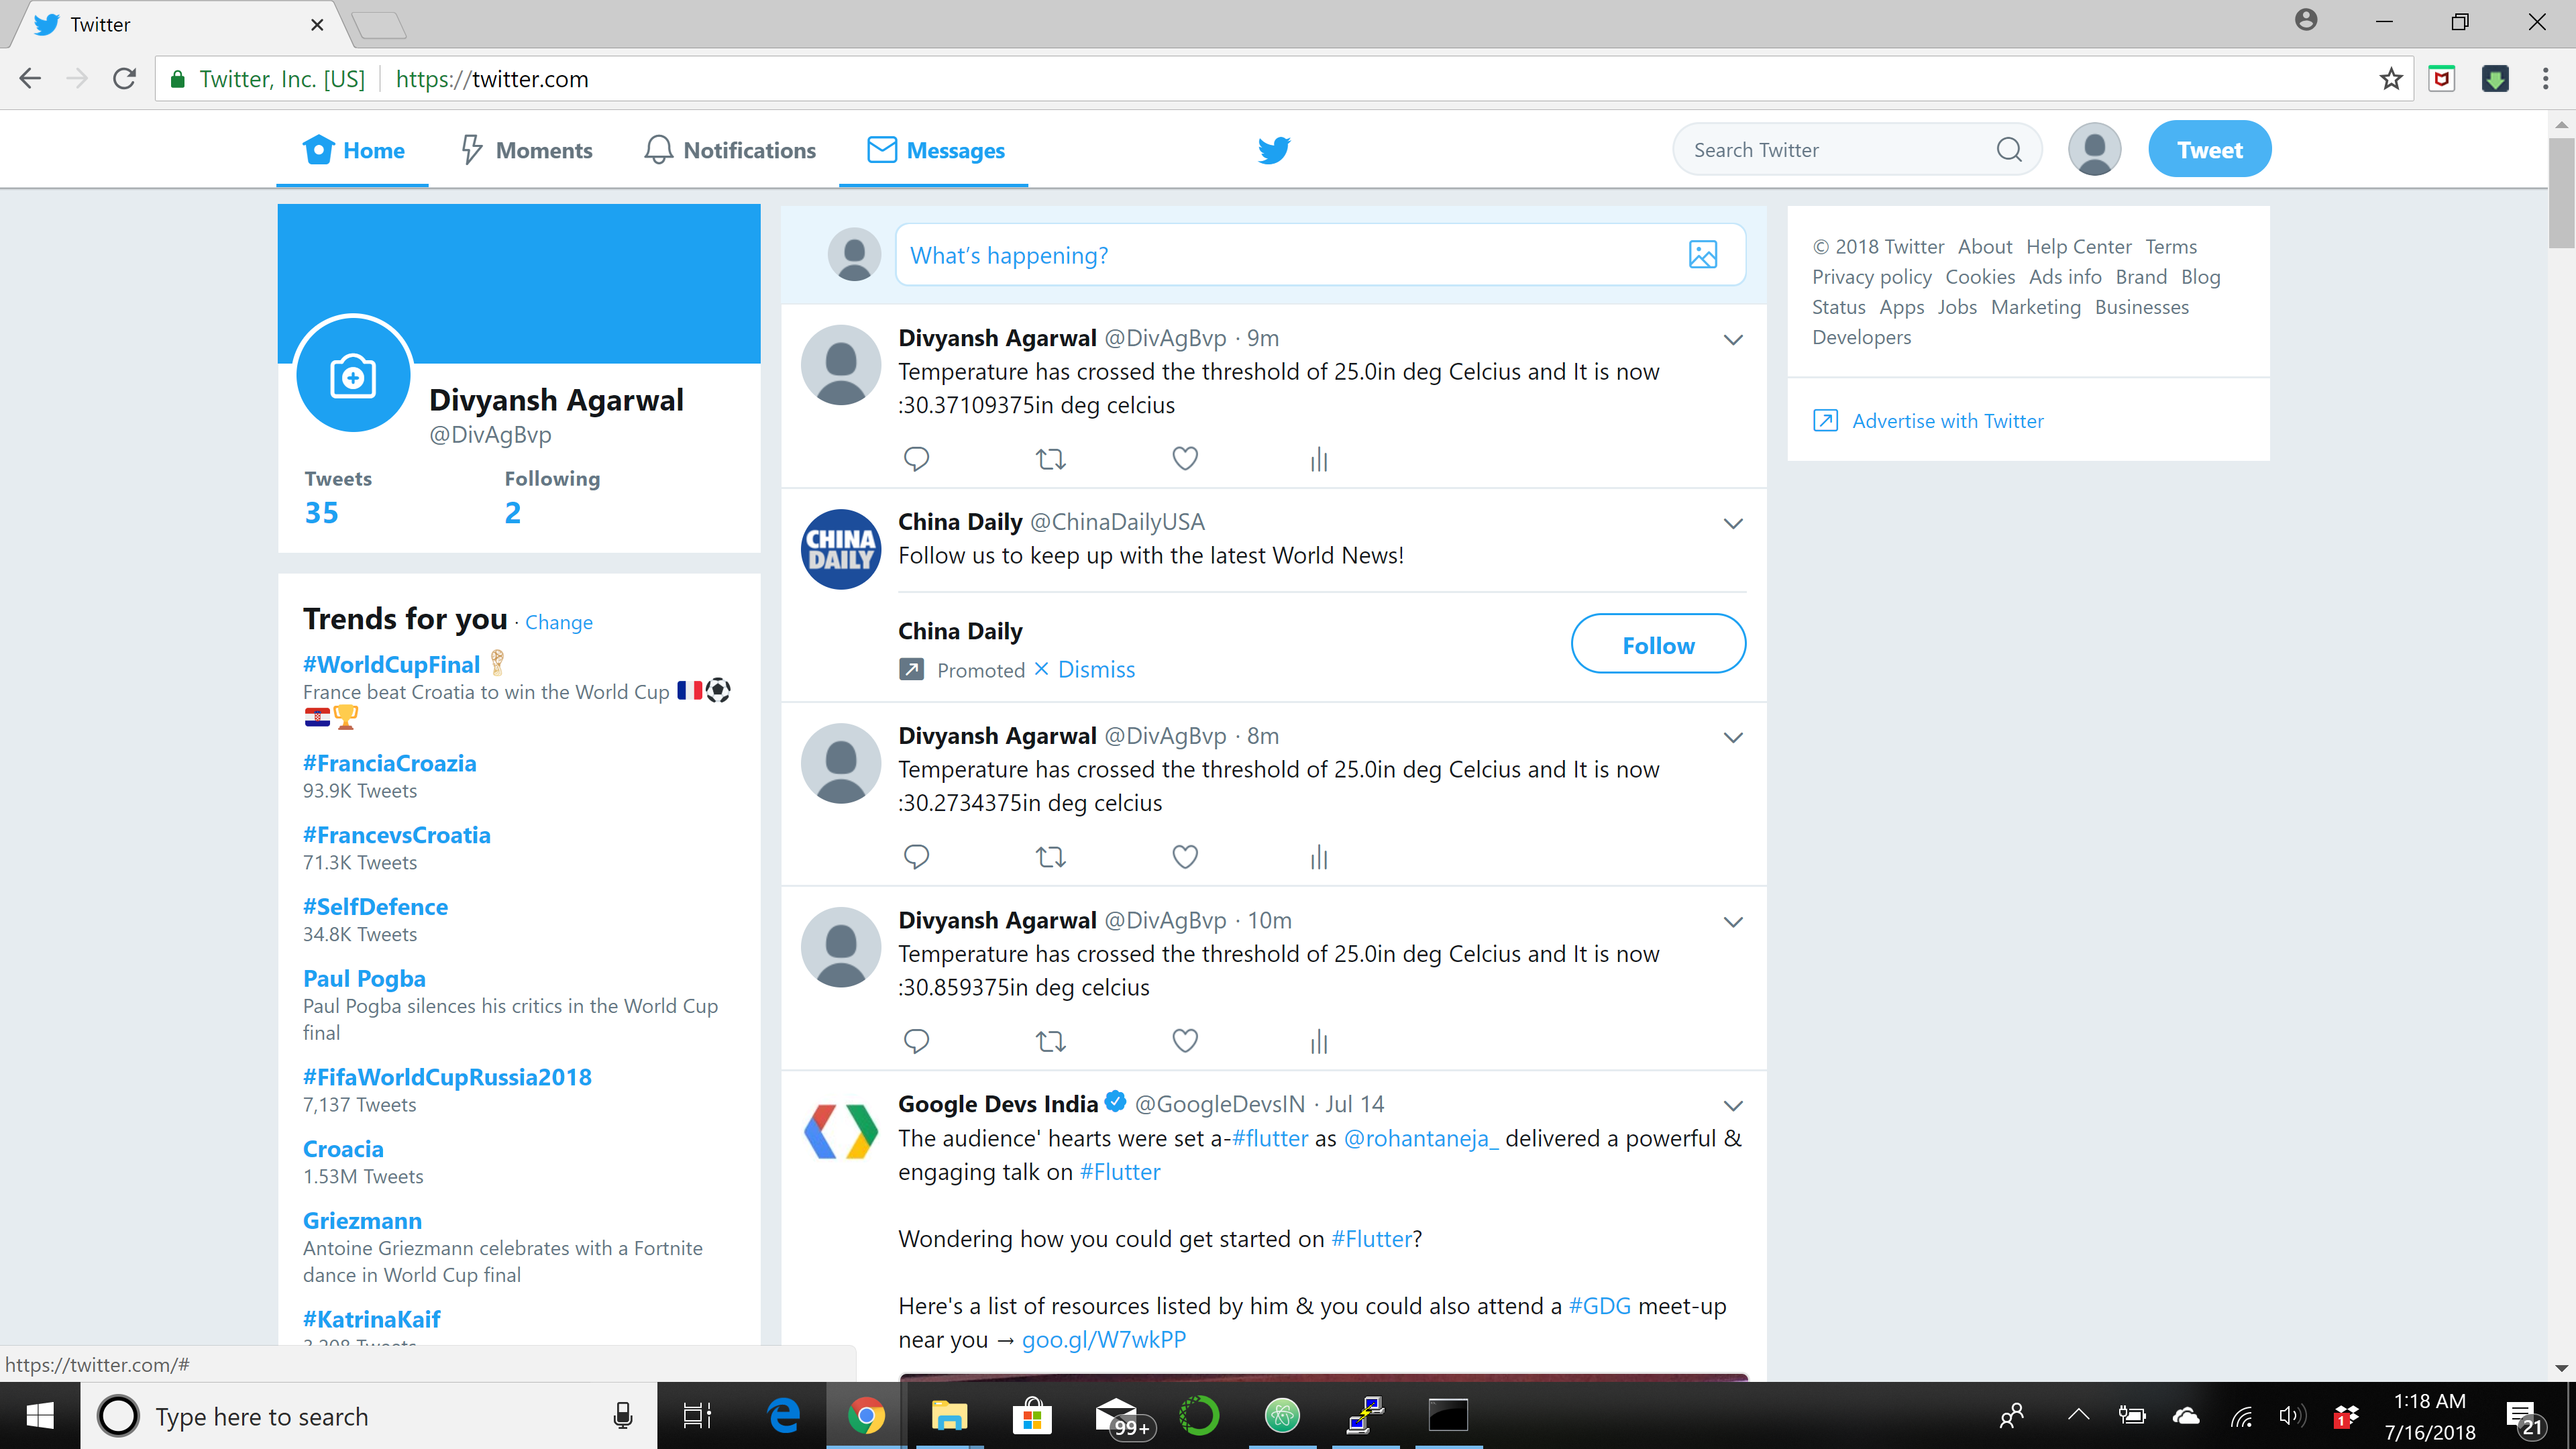 Twitter
Twitter, Inc. [US] https://twitter.com
Home Moments Notifications Messages Search Twitter Tweet
Divyansh Agarwal
@DivAgBvp
Tweets Following
35 2
Trends for you · Change
#WorldCupFinal
France beat Croatia to win the World Cup
#FranciaCroazia
93.9K Tweets
#FrancevsCroatia
71.3K Tweets
#SelfDefence
34.8K Tweets
Paul Pogba
Paul Pogba silences his critics in the World Cup
final
#FifaWorldCupRussia2018
7,137 Tweets
Croacia
1.53M Tweets
Griezmann
Antoine Griezmann celebrates with a Fortnite
dance in World Cup final
#KatrinaKaif
What's happening?
Divyansh Agarwal @DivAgBvp · 9m
Temperature has crossed the threshold of 25.0in deg Celcius and It is now
:30.37109375in deg celcius
CHINA
DAILY
China Daily @ChinaDailyUSA
Follow us to keep up with the latest World News!
China Daily
Follow
Promoted × Dismiss
Divyansh Agarwal @DivAgBvp · 8m
Temperature has crossed the threshold of 25.0in deg Celcius and It is now
:30.2734375in deg celcius
Divyansh Agarwal @DivAgBvp · 10m
Temperature has crossed the threshold of 25.0in deg Celcius and It is now
:30.859375in deg celcius
Google Devs India @GoogleDevsIN · Jul 14
The audience' hearts were set a-#flutter as @rohantaneja_ delivered a powerful &
engaging talk on #Flutter
Wondering how you could get started on #Flutter?
Here's a list of resources listed by him & you could also attend a #GDG meet-up
near you → goo.gl/W7wkPP
© 2018 Twitter About Help Center Terms
Privacy policy Cookies Ads info Brand Blog
Status Apps Jobs Marketing Businesses
Developers
Advertise with Twitter
https://twitter.com/#
Type here to search
99+
1
1:18 AM
7/16/2018
21